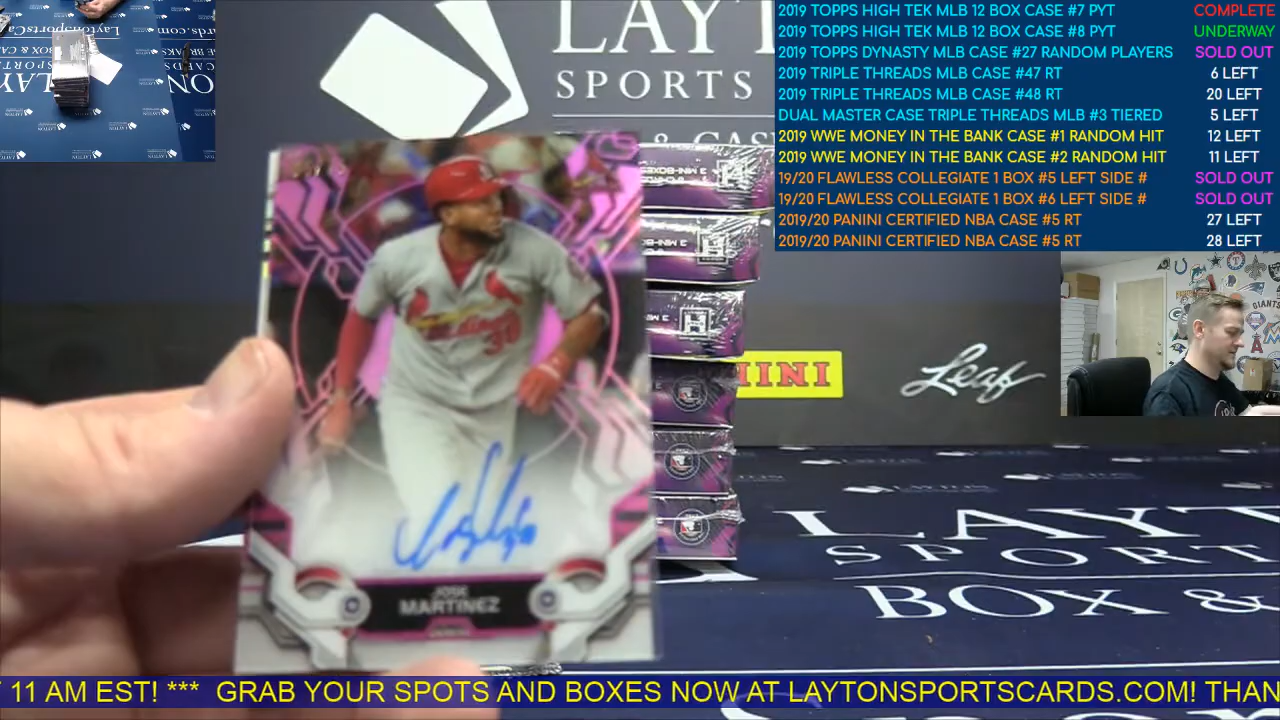 2019 TOPPS HIGH TEK MLB 12 BOX CASE #7 PYT COMPLETE
2019 TOPPS HIGH TEK MLB 12 BOX CASE #8 PYT UNDERWAY
2019 TOPPS DYNASTY MLB CASE #27 RANDOM PLAYERS SOLD OUT
2019 TRIPLE THREADS MLB CASE #47 RT 6 LEFT
2019 TRIPLE THREADS MLB CASE #48 RT 20 LEFT
DUAL MASTER CASE TRIPLE THREADS MLB #3 TIERED 5 LEFT
2019 WWE MONEY IN THE BANK CASE #1 RANDOM HIT 12 LEFT
2019 WWE MONEY IN THE BANK CASE #2 RANDOM HIT 11 LEFT
19/20 FLAWLESS COLLEGIATE 1 BOX #5 LEFT SIDE # SOLD OUT
19/20 FLAWLESS COLLEGIATE 1 BOX #6 LEFT SIDE # SOLD OUT
2019/20 PANINI CERTIFIED NBA CASE #5 RT 27 LEFT
2019/20 PANINI CERTIFIED NBA CASE #5 RT 28 LEFT
LAYT
SPORTS
30
JOSE
MARTINEZ
INI
Leaf
LAYT
SPORT
BOX &
11 AM EST! *** GRAB YOUR SPOTS AND BOXES NOW AT LAYTONSPORTSCARDS.COM! THAN